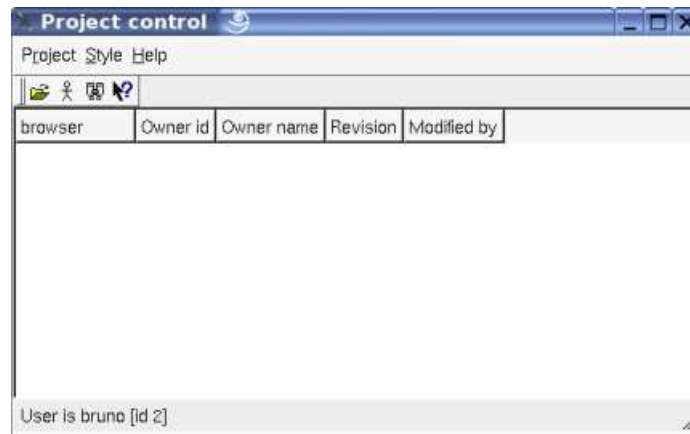 Project control
Project Style Help
browser Owner id Owner name Revision Modified by
User is bruno [id 2]